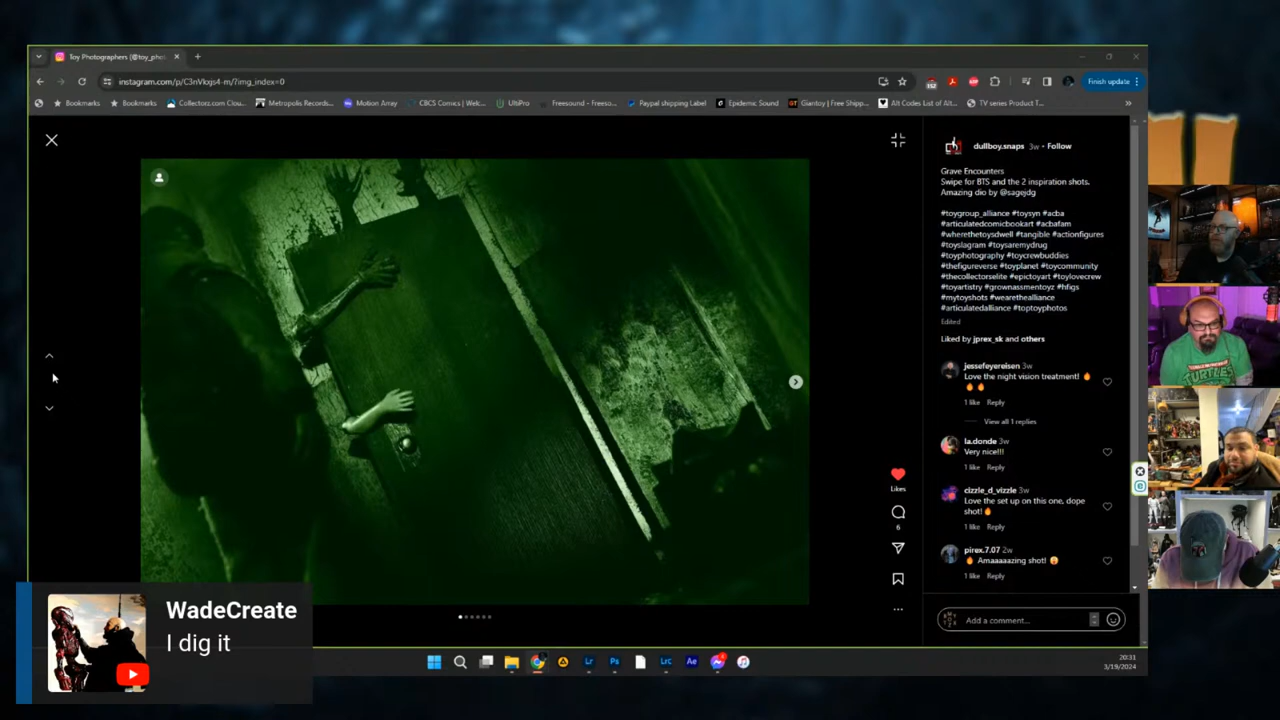 Toy Photographers (@toy_phot
Finish update
Bookmarks
Bookmarks
Collectorz.com Clou...
Metropolis Records...
Motion Array
CBCS Comics | Welc...
UlbiPro
Freesound - Freeso...
Paypal shipping Label
Epidemic Sound
Giantoy | Free Shipp...
Alt Codes List of Alt...
TV series Product T...
dullboy.snaps 3w • Follow
Grave Encounters
Swipe for BTS and the 2 inspiration shots.
Amazing dio by @sagejdg
#toygroup_alliance #toysyn #acba
#articulatedcomicbookart #acbafam
#wherethetoysdwell #tangible #actionfigures
#toyslagram #toysaremydrug
#toyphotography #toycrewbuddies
#thefigureverse #toyplanet #toycommunity
#thecollectorselite #epictoyart #toylovecrew
#toyartistry #grownassmentoyz #hfigs
#mytoyshots #wearethealliance
#articulatedalliance #toptoyphotos
Edited
Liked by jprex_sk and others
jessefeyereisen 3w
Love the night vision treatment! 🔥
🔥 🔥
1 like Reply
View all 1 replies
la.donde 3w
Very nice!!!
1 like Reply
cizzle_d_vizzle 3w
Love the set up on this one, dope
shot!🔥
1 like Reply
pirex.7.07 2w
🔥 Amaaaaazing shot! 😱
1 like Reply
Likes
6
Add a comment...
Lr
Ps
Lrc
Ae
20:31
3/19/2024
WadeCreate
I dig it
TURTLES